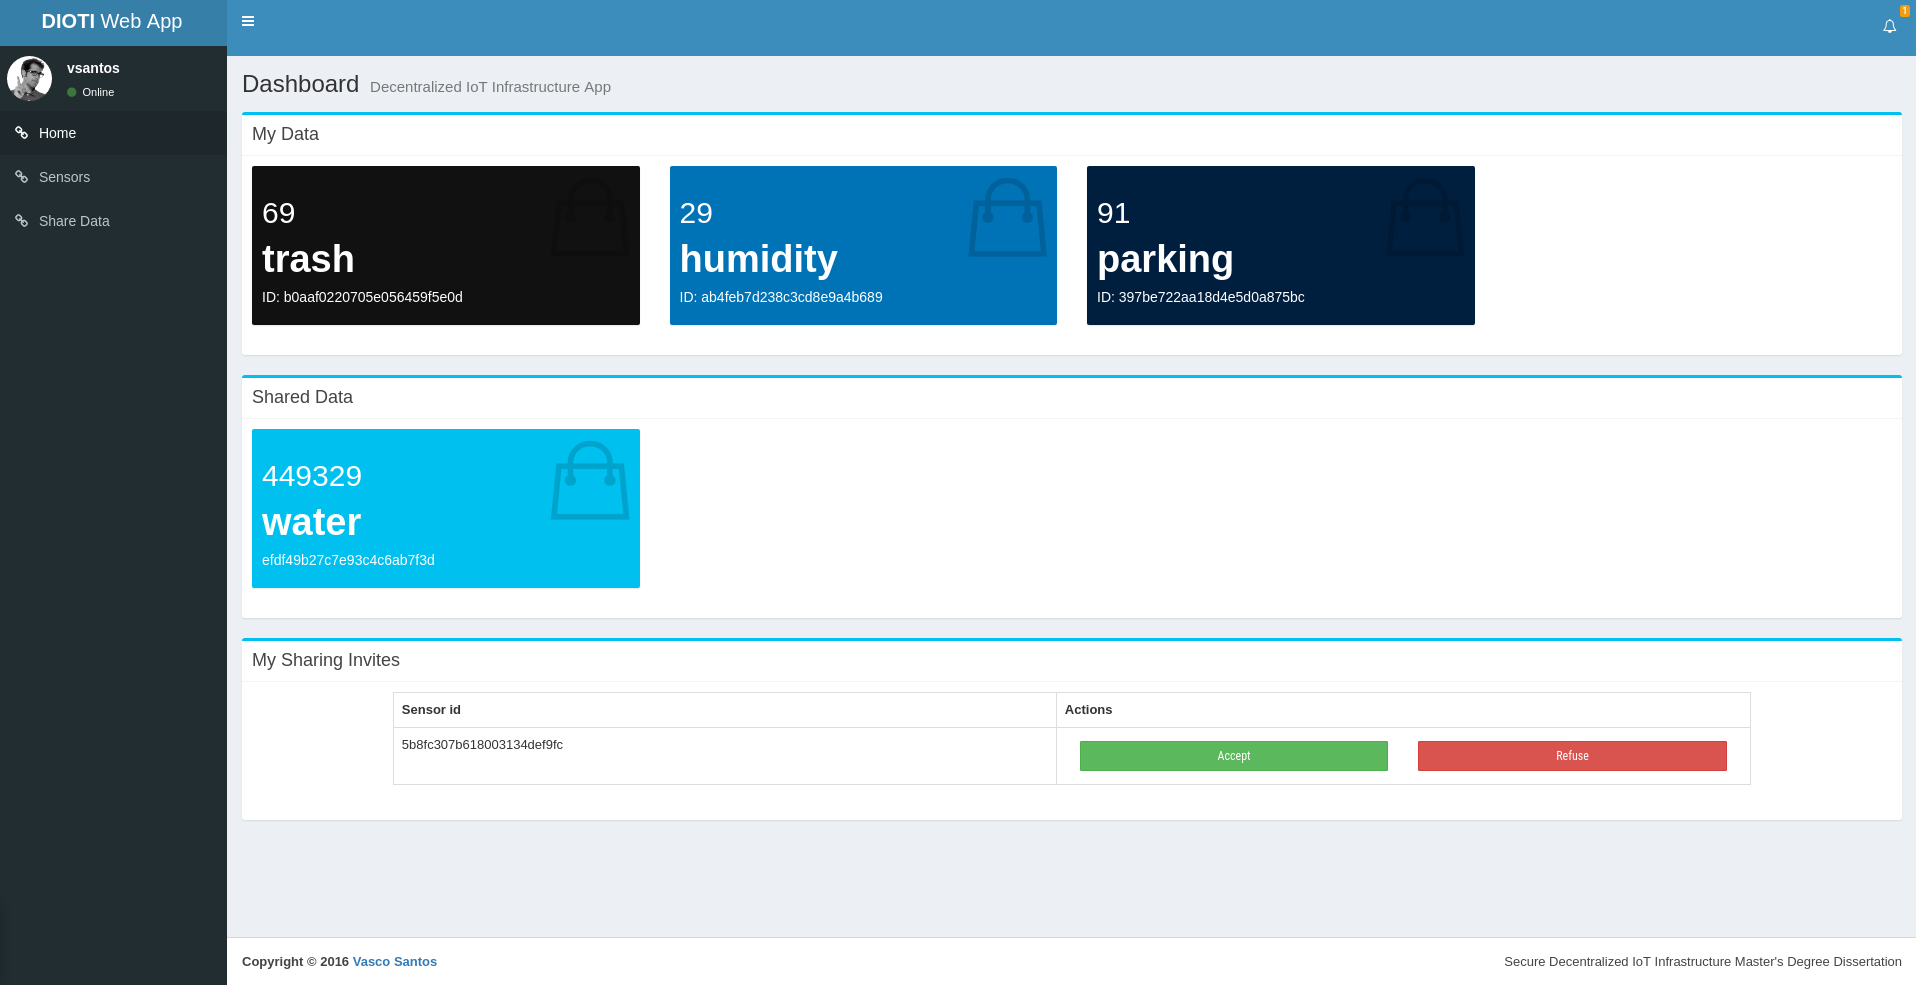 DIOTI Web App
1
vsantos
Online
Home
Sensors
Share Data
Dashboard Decentralized IoT Infrastructure App
My Data
69
trash
ID: b0aaf0220705e056459f5e0d
29
humidity
ID: ab4feb7d238c3cd8e9a4b689
91
parking
ID: 397be722aa18d4e5d0a875bc
Shared Data
449329
water
efdf49b27c7e93c4c6ab7f3d
My Sharing Invites
Sensor id Actions
5b8fc307b618003134def9fc Accept Refuse
Copyright © 2016 Vasco Santos
Secure Decentralized IoT Infrastructure Master's Degree Dissertation